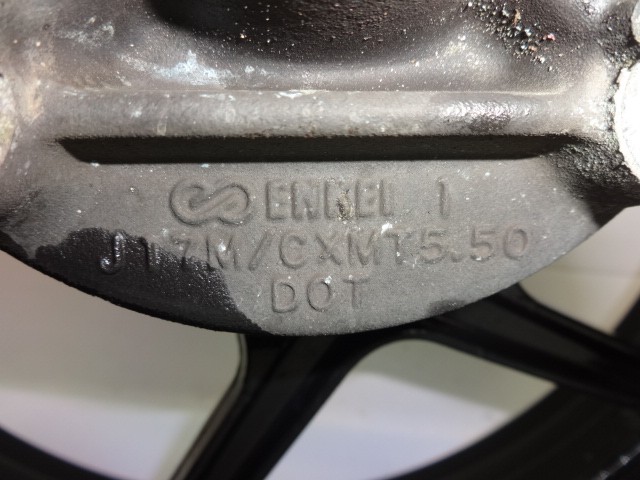 ENKEI 1
J17M/CXMT5.50
DOT